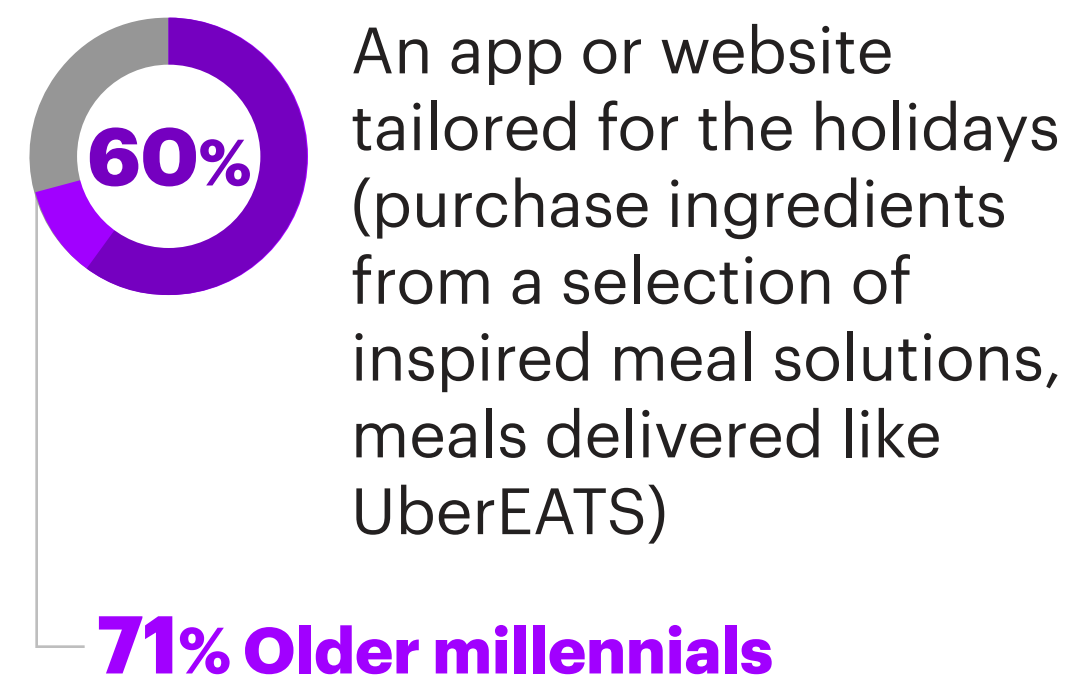 60%
An app or website
tailored for the holidays
(purchase ingredients
from a selection of
inspired meal solutions,
meals delivered like
UberEATS)
71% Older millennials